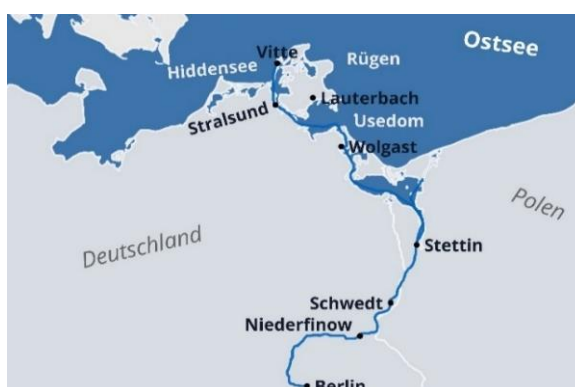 Ostsee
Vitte
Rügen
Hiddensee
Lauterbach
Stralsund
Usedom
Wolgast
Polen
Deutschland
Stettin
Schwedt
Niederfinow
Berlin